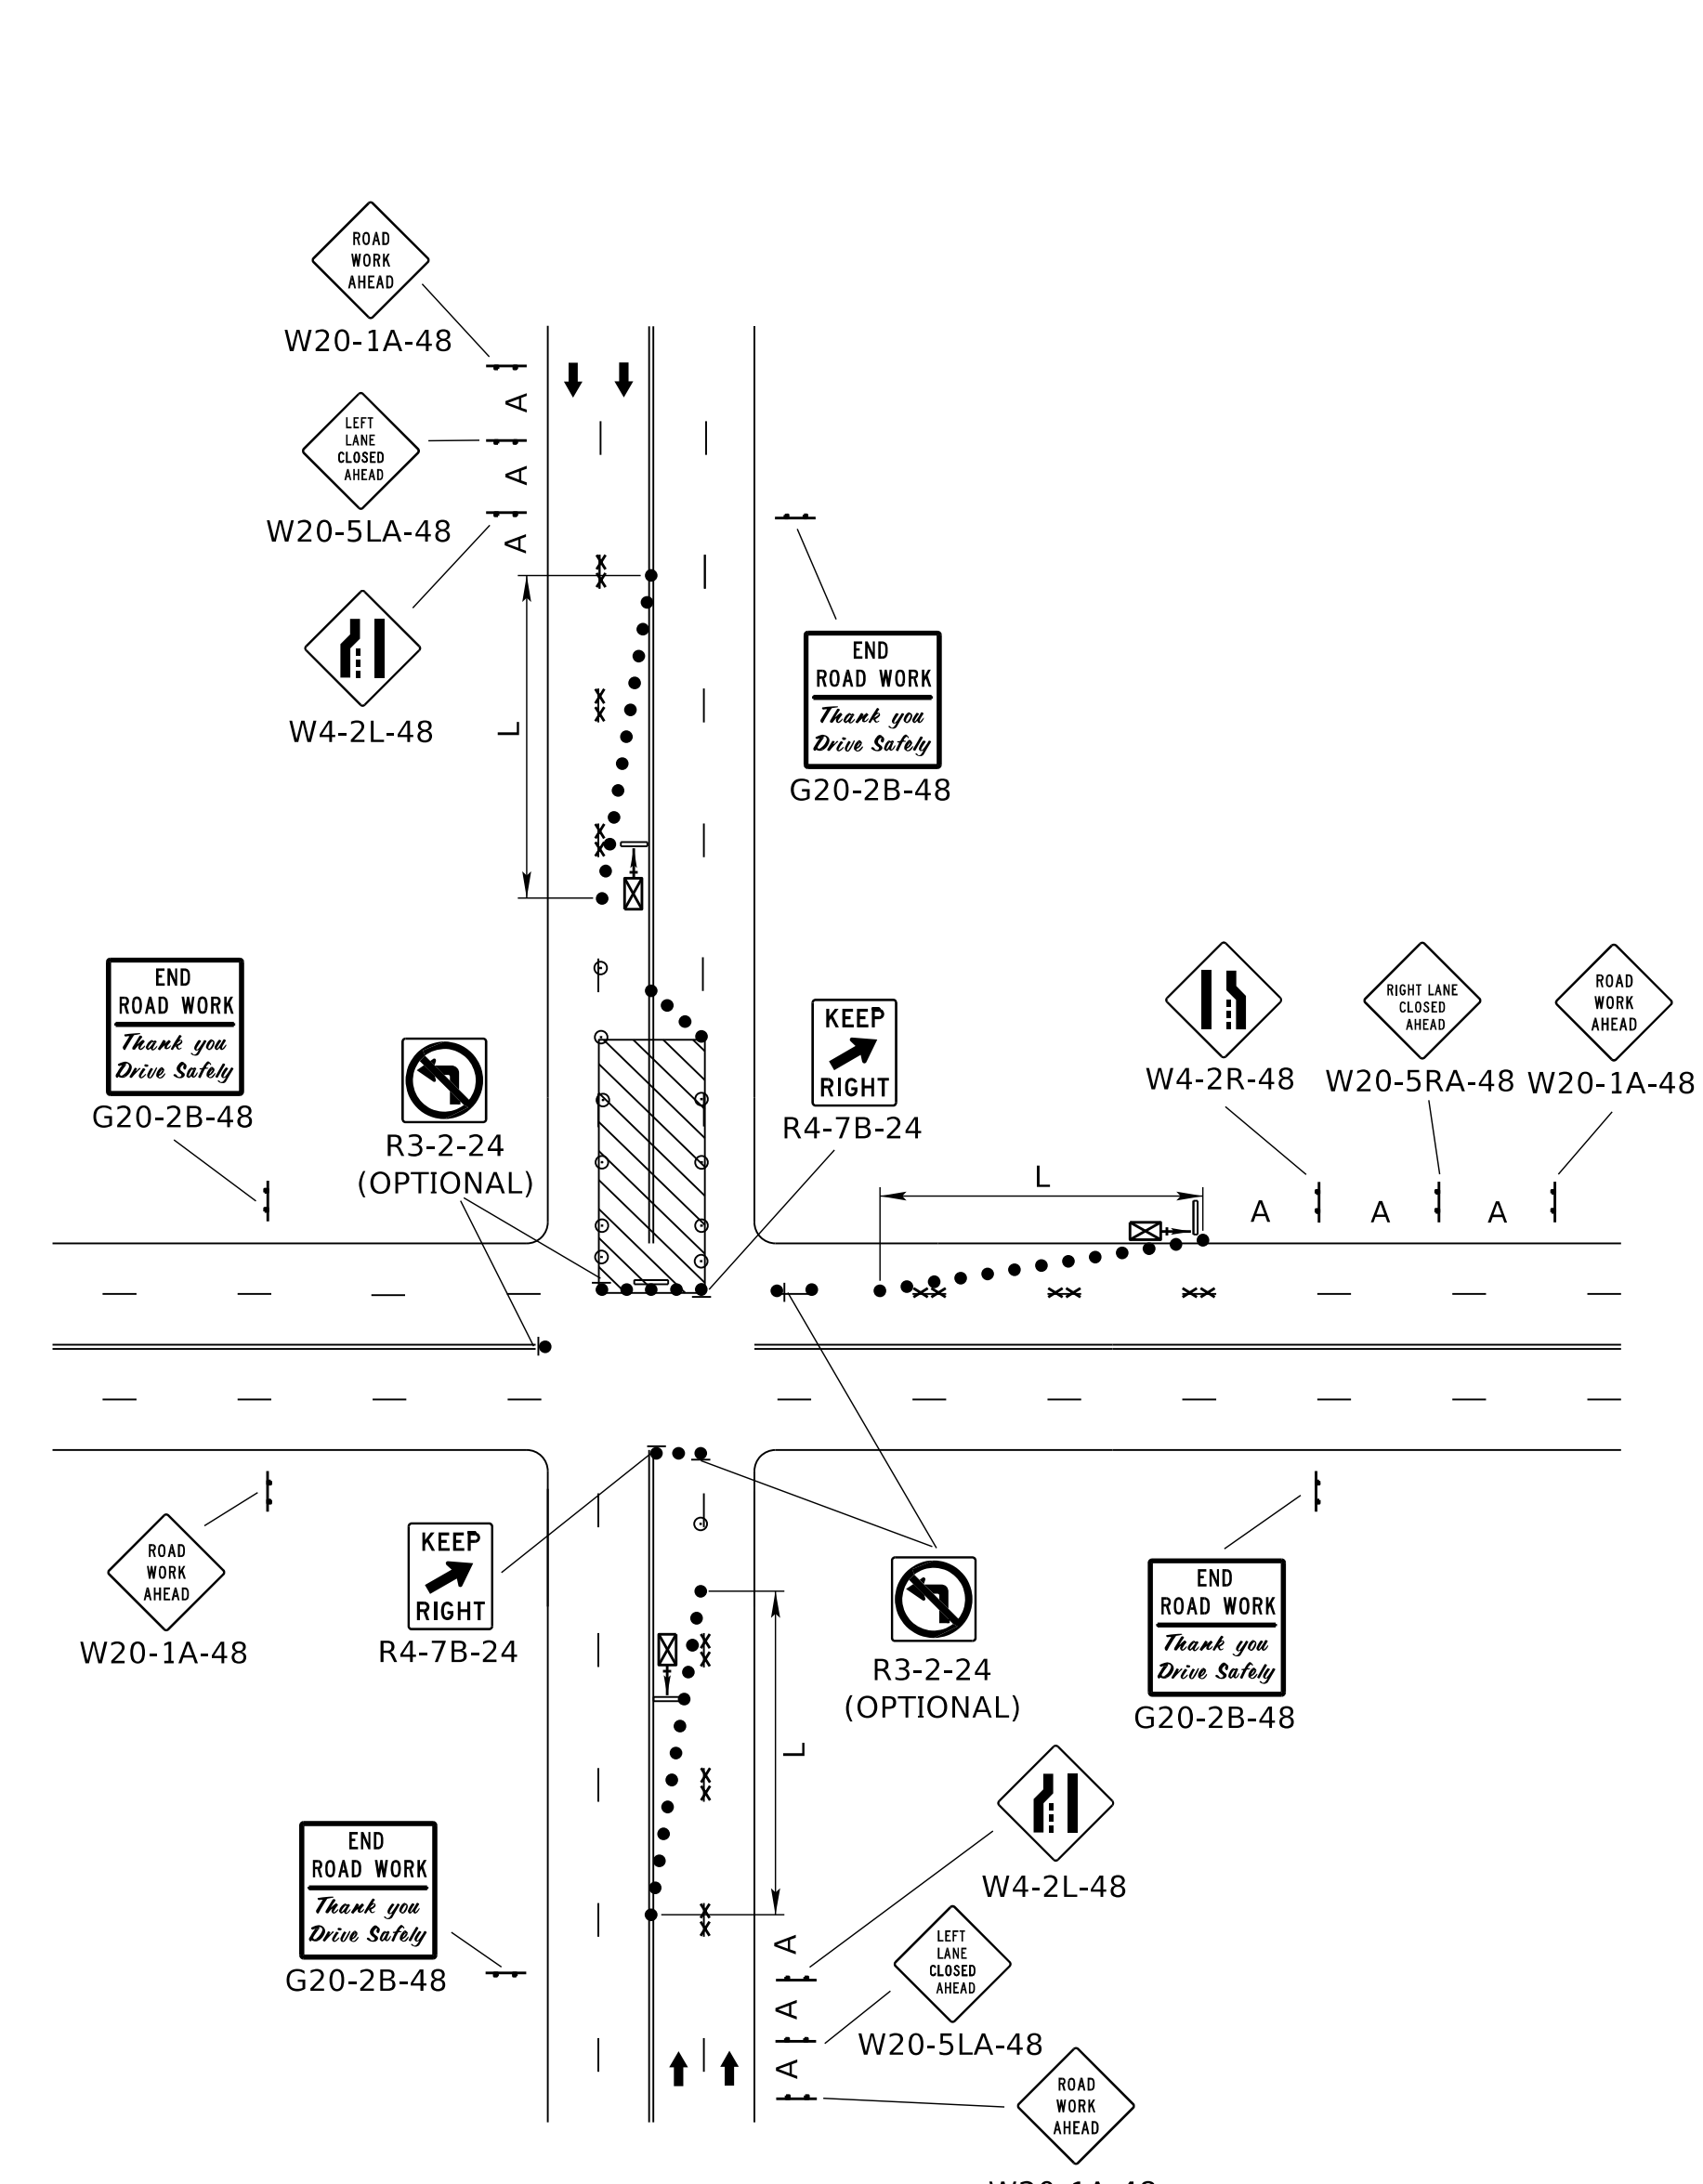 ROAD
WORK
AHEAD
W20-1A-48
A
LEFT
LANE
CLOSED
AHEAD
W20-5LA-48
A
A
W4-2L-48
L
END
ROAD WORK
Thank you
Drive Safely
G20-2B-48
END
ROAD WORK
Thank you
Drive Safely
G20-2B-48
R3-2-24
(OPTIONAL)
KEEP
RIGHT
R4-7B-24
W4-2R-48
RIGHT LANE
CLOSED
AHEAD
W20-5RA-48
ROAD
WORK
AHEAD
W20-1A-48
L
A
A
A
ROAD
WORK
AHEAD
W20-1A-48
KEEP
RIGHT
R4-7B-24
R3-2-24
(OPTIONAL)
END
ROAD WORK
Thank you
Drive Safely
G20-2B-48
L
END
ROAD WORK
Thank you
Drive Safely
G20-2B-48
W4-2L-48
A
LEFT
LANE
CLOSED
AHEAD
W20-5LA-48
A
A
ROAD
WORK
AHEAD